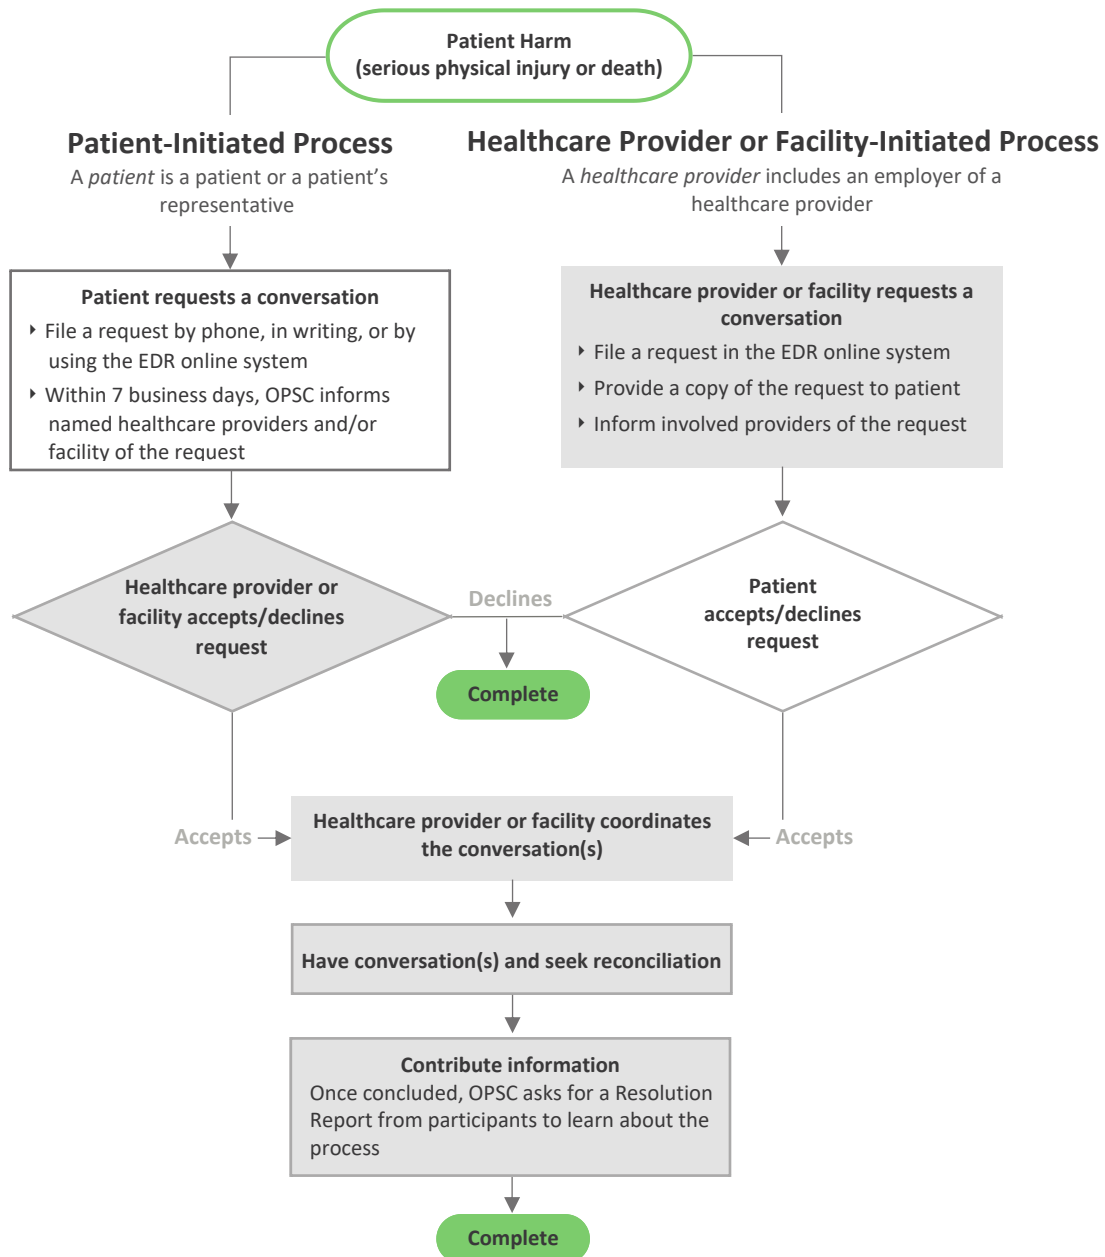 Patient Harm
(serious physical injury or death)
Patient-Initiated Process
A patient is a patient or a patient's
representative
Healthcare Provider or Facility-Initiated Process
A healthcare provider includes an employer of a
healthcare provider
Patient requests a conversation
‣ File a request by phone, in writing, or by
using the EDR online system
‣ Within 7 business days, OPSC informs
named healthcare providers and/or
facility of the request
Healthcare provider or facility requests a
conversation
‣ File a request in the EDR online system
‣ Provide a copy of the request to patient
‣ Inform involved providers of the request
Healthcare provider or
facility accepts/declines
request
Declines
Patient
accepts/declines
request
Complete
Accepts
Healthcare provider or facility coordinates
the conversation(s)
Accepts
Have conversation(s) and seek reconciliation
Contribute information
Once concluded, OPSC asks for a Resolution
Report from participants to learn about the
process
Complete